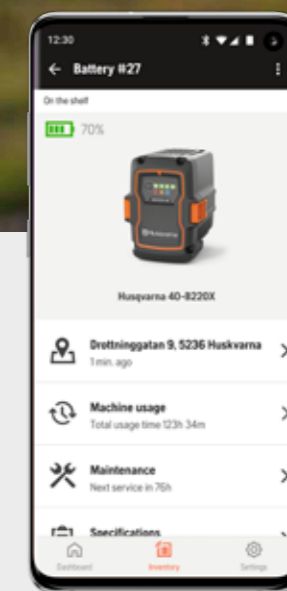 12:30
Battery #27
On the shelf
70%
Husqvarna
Husqvarna 40-B220X
Drottninggatan 9, 5236 Huskvarna
1 min. ago
Machine usage
Total usage time 123h 34m
Maintenance
Next service in 76h
Specifications
Dashboard
Inventory
Settings